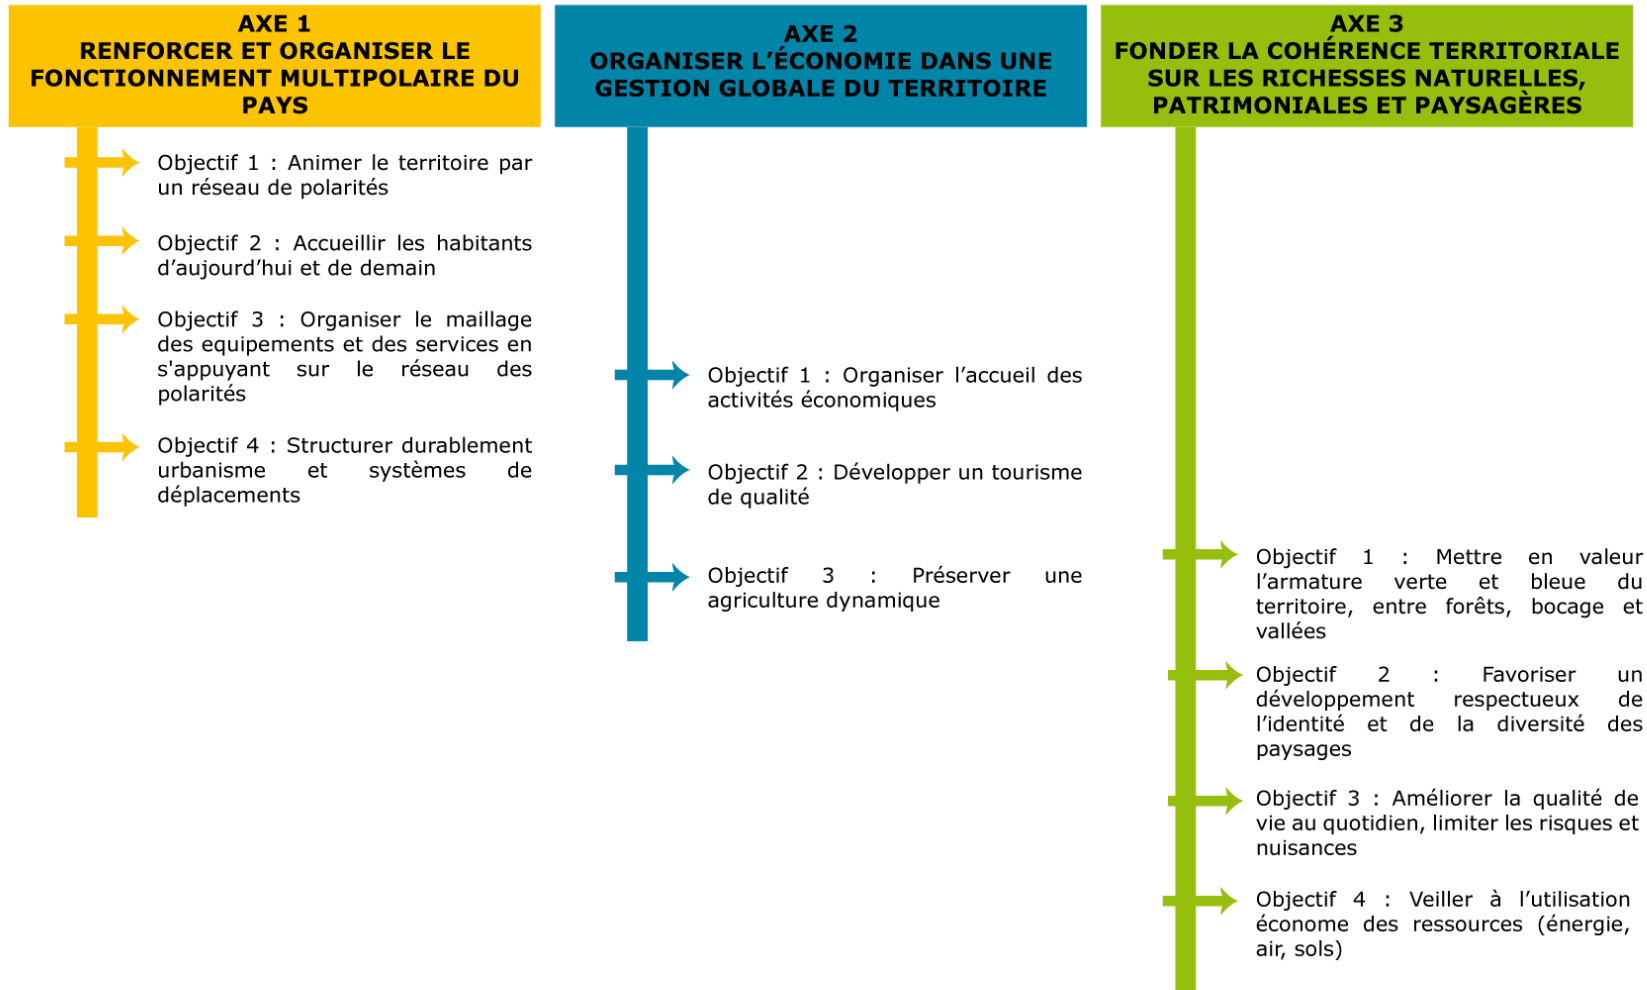 AXE 1
RENFORCER ET ORGANISER LE
FONCTIONNEMENT MULTIPOLAIRE DU
PAYS
Objectif 1 : Animer le territoire par
un réseau de polarités
Objectif 2 : Accueillir les habitants
d’aujourd’hui et de demain
Objectif 3 : Organiser le maillage
des equipements et des services en
s'appuyant sur le réseau des
polarités
Objectif 4 : Structurer durablement
urbanisme et systèmes de
déplacements
AXE 2
ORGANISER L’ÉCONOMIE DANS UNE
GESTION GLOBALE DU TERRITOIRE
Objectif 1 : Organiser l’accueil des
activités économiques
Objectif 2 : Développer un tourisme
de qualité
Objectif 3 : Préserver une
agriculture dynamique
AXE 3
FONDER LA COHÉRENCE TERRITORIALE
SUR LES RICHESSES NATURELLES,
PATRIMONIALES ET PAYSAGÈRES
Objectif 1 : Mettre en valeur
l’armature verte et bleue du
territoire, entre forêts, bocage et
vallées
Objectif 2 : Favoriser un
développement respectueux de
l’identité et de la diversité des
paysages
Objectif 3 : Améliorer la qualité de
vie au quotidien, limiter les risques et
nuisances
Objectif 4 : Veiller à l’utilisation
économe des ressources (énergie,
air, sols)